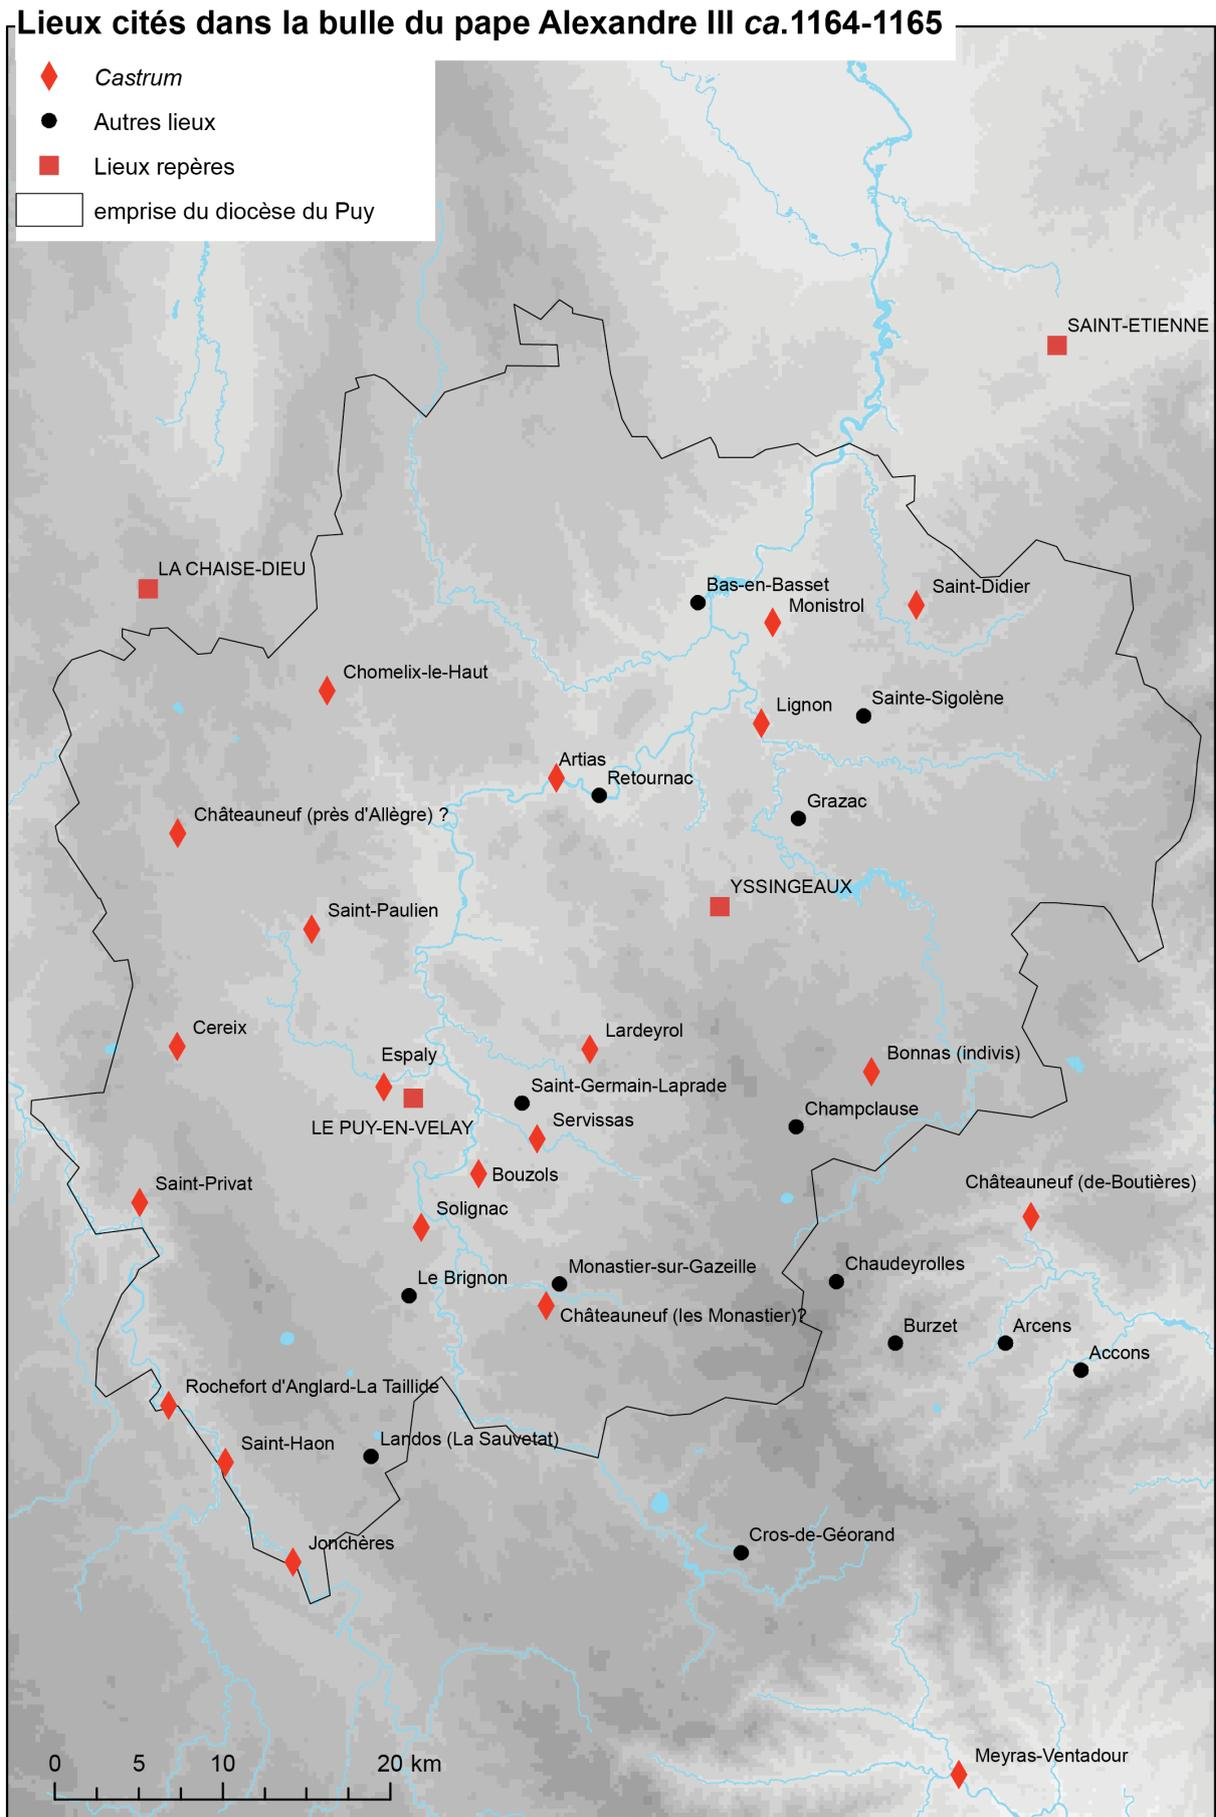 Lieux cités dans la bulle du pape Alexandre III ca.1164-1165
Castrum
Autres lieux
Lieux repères
emprise du diocèse du Puy
SAINT-ETIENNE
LA CHAISE-DIEU
Bas-en-Basset
Saint-Didier
Monistrol
Chomelix-le-Haut
Lignon
Sainte-Sigolène
Artias
Retournac
Grazac
Châteauneuf (près d'Allègre) ?
YSSINGEAUX
Saint-Paulien
Cereix
Lardeyrol
Espaly
Bonnas (indivis)
Saint-Germain-Laprade
Champclause
Servissas
LE PUY-EN-VELAY
Bouzols
Saint-Privat
Châteauneuf (de-Boutières)
Solignac
Monastier-sur-Gazeille
Chaudeyrolles
Le Brignon
Châteauneuf (les Monastier)?
Burzet
Arcens
Accons
Rochefort d'Anglard-La Taillide
Saint-Haon
Landos (La Sauvetat)
Cros-de-Géorand
Jonchères
Meyras-Ventadour
0 5 10 20 km